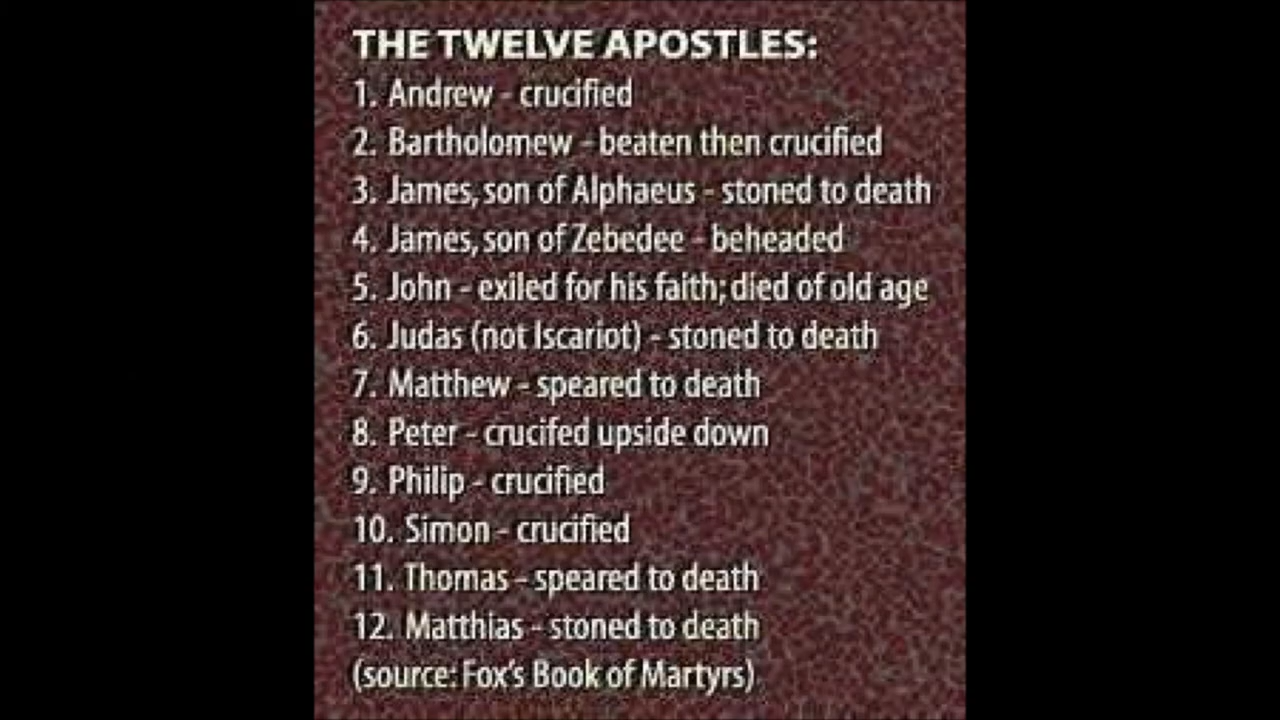 THE TWELVE APOSTLES:
1. Andrew - crucified
2. Bartholomew - beaten then crucified
3. James, son of Alphaeus - stoned to death
4. James, son of Zebedee - beheaded
5. John - exiled for his faith; died of old age
6. Judas (not Iscariot) - stoned to death
7. Matthew - speared to death
8. Peter - crucifed upside down
9. Philip - crucified
10. Simon - crucified
11. Thomas - speared to death
12. Matthias - stoned to death
(source: Fox's Book of Martyrs)